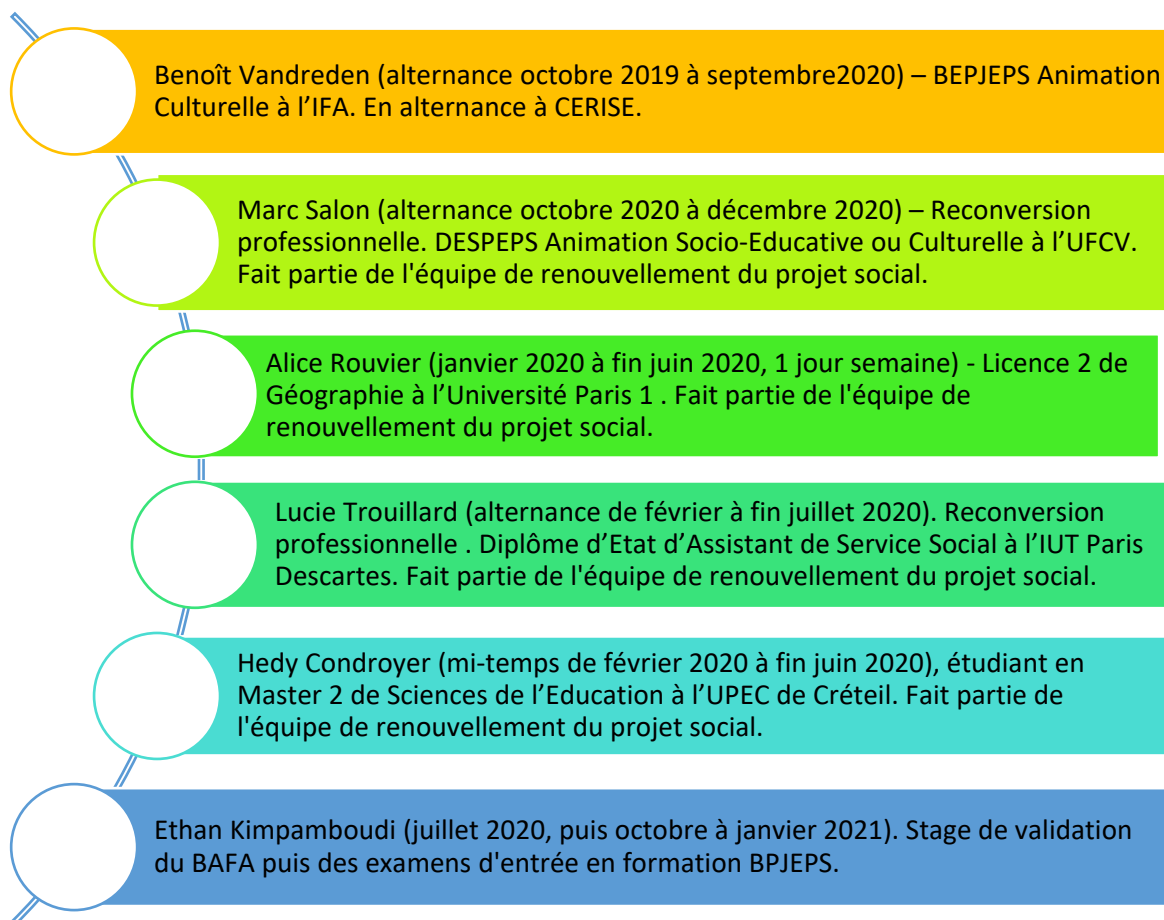 Benoît Vandreden (alternance octobre 2019 à septembre2020) – BEPJEPS Animation
Culturelle à l’IFA. En alternance à CERISE.
Marc Salon (alternance octobre 2020 à décembre 2020) – Reconversion
professionnelle. DESPEPS Animation Socio-Educative ou Culturelle à l’UFCV.
Fait partie de l'équipe de renouvellement du projet social.
Alice Rouvier (janvier 2020 à fin juin 2020, 1 jour semaine) - Licence 2 de
Géographie à l’Université Paris 1 . Fait partie de l'équipe de
renouvellement du projet social.
Lucie Trouillard (alternance de février à fin juillet 2020). Reconversion
professionnelle . Diplôme d’Etat d’Assistant de Service Social à l’IUT Paris
Descartes. Fait partie de l'équipe de renouvellement du projet social.
Hedy Condroyer (mi-temps de février 2020 à fin juin 2020), étudiant en
Master 2 de Sciences de l’Education à l’UPEC de Créteil. Fait partie de
l'équipe de renouvellement du projet social.
Ethan Kimpamboudi (juillet 2020, puis octobre à janvier 2021). Stage de validation
du BAFA puis des examens d'entrée en formation BPJEPS.